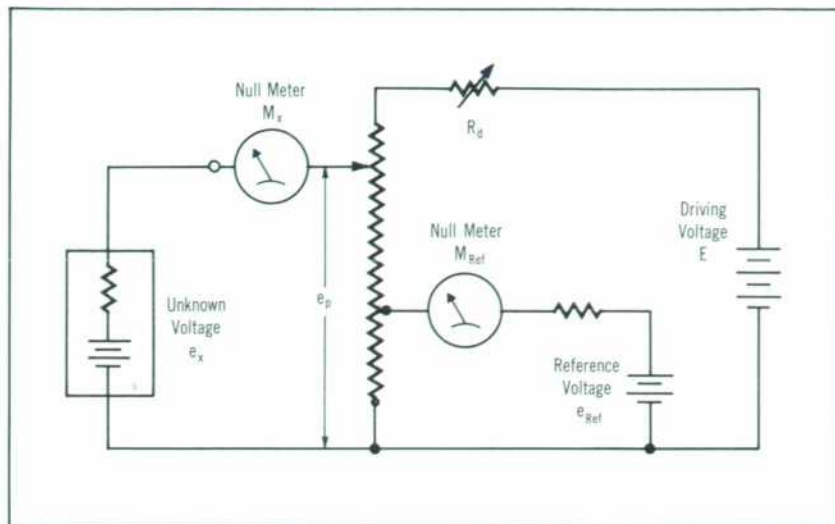 Null Meter
Mx
Rd
Null Meter
MRef
Driving
Voltage
E
ep
Unknown
Voltage
ex
Reference
Voltage
eRef